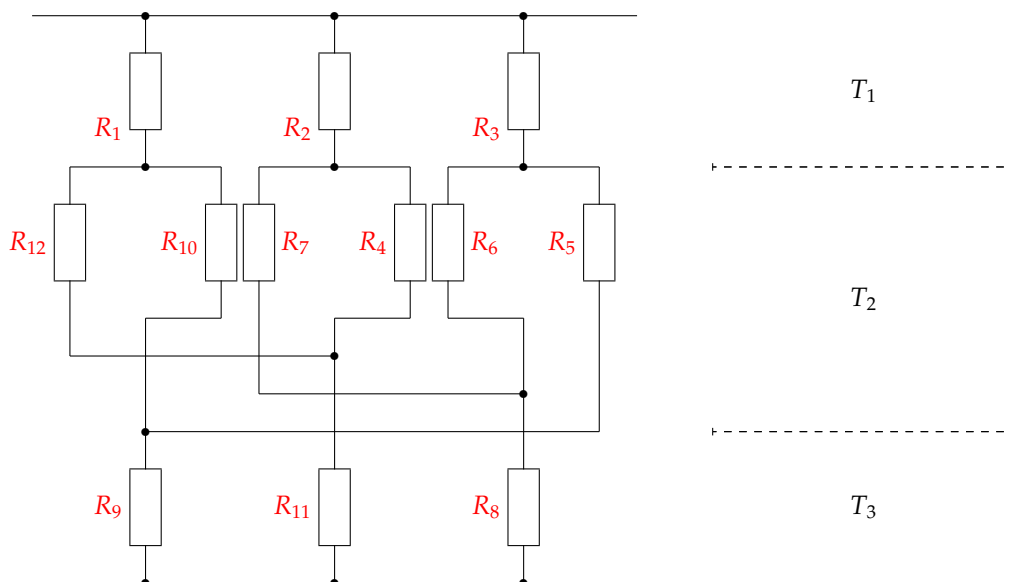 T₁
R₁ R₂ R₃
R₁₂ R₁₀ R₇ R₄ R₆ R₅
T₂
R₉ R₁₁ R₈ T₃